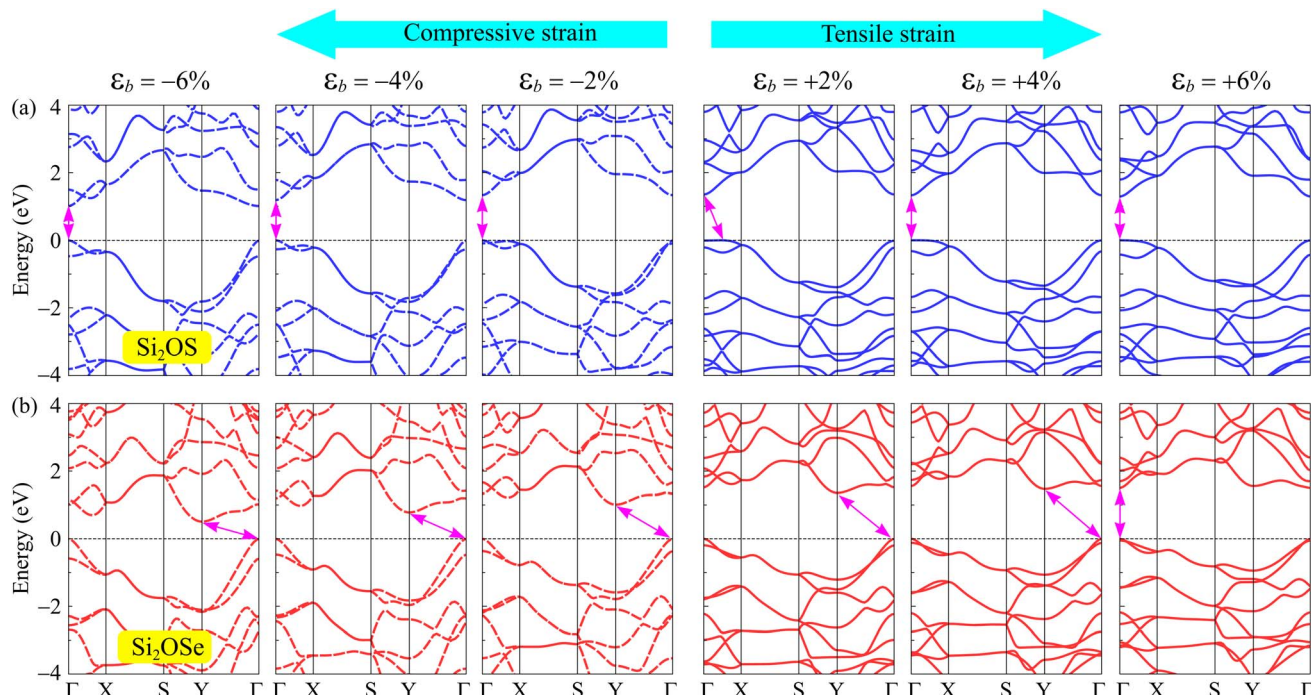 Compressive strain Tensile strain
εb = −6% εb = −4% εb = −2% εb = +2% εb = +4% εb = +6%
(a)
Energy (eV)
4
2
0
−2
−4
Si2OS
(b)
Energy (eV)
4
2
0
−2
−4
Si2OSe
Γ X S Y Γ Γ X S Y Γ Γ X S Y Γ Γ X S Y Γ Γ X S Y Γ Γ X S Y Γ